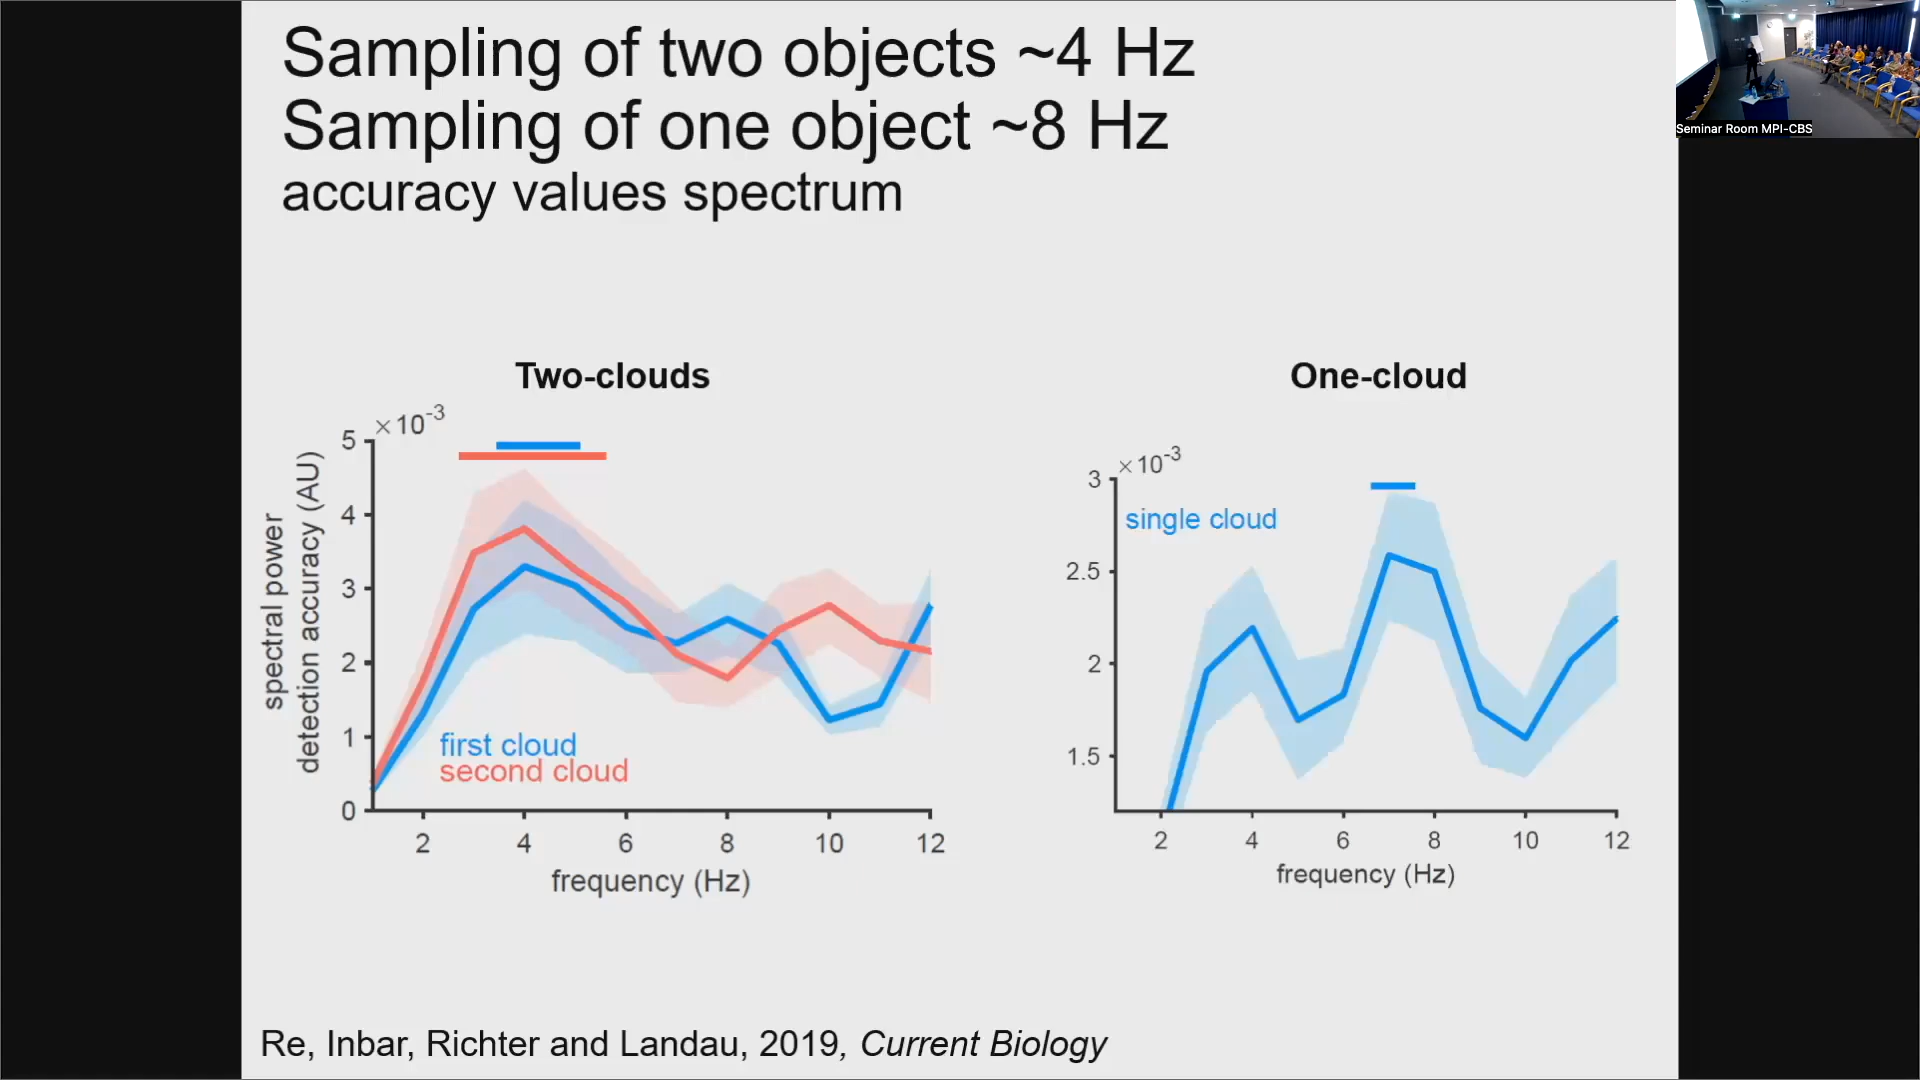 Sampling of two objects ~4 Hz
Sampling of one object ~8 Hz
accuracy values spectrum
Seminar Room MPI-CBS
Two-clouds
×10-3
5
4
3
2
1
0
spectral power
detection accuracy (AU)
first cloud
second cloud
2 4 6 8 10 12
frequency (Hz)
One-cloud
×10-3
3
2.5
2
1.5
single cloud
2 4 6 8 10 12
frequency (Hz)
Re, Inbar, Richter and Landau, 2019, Current Biology